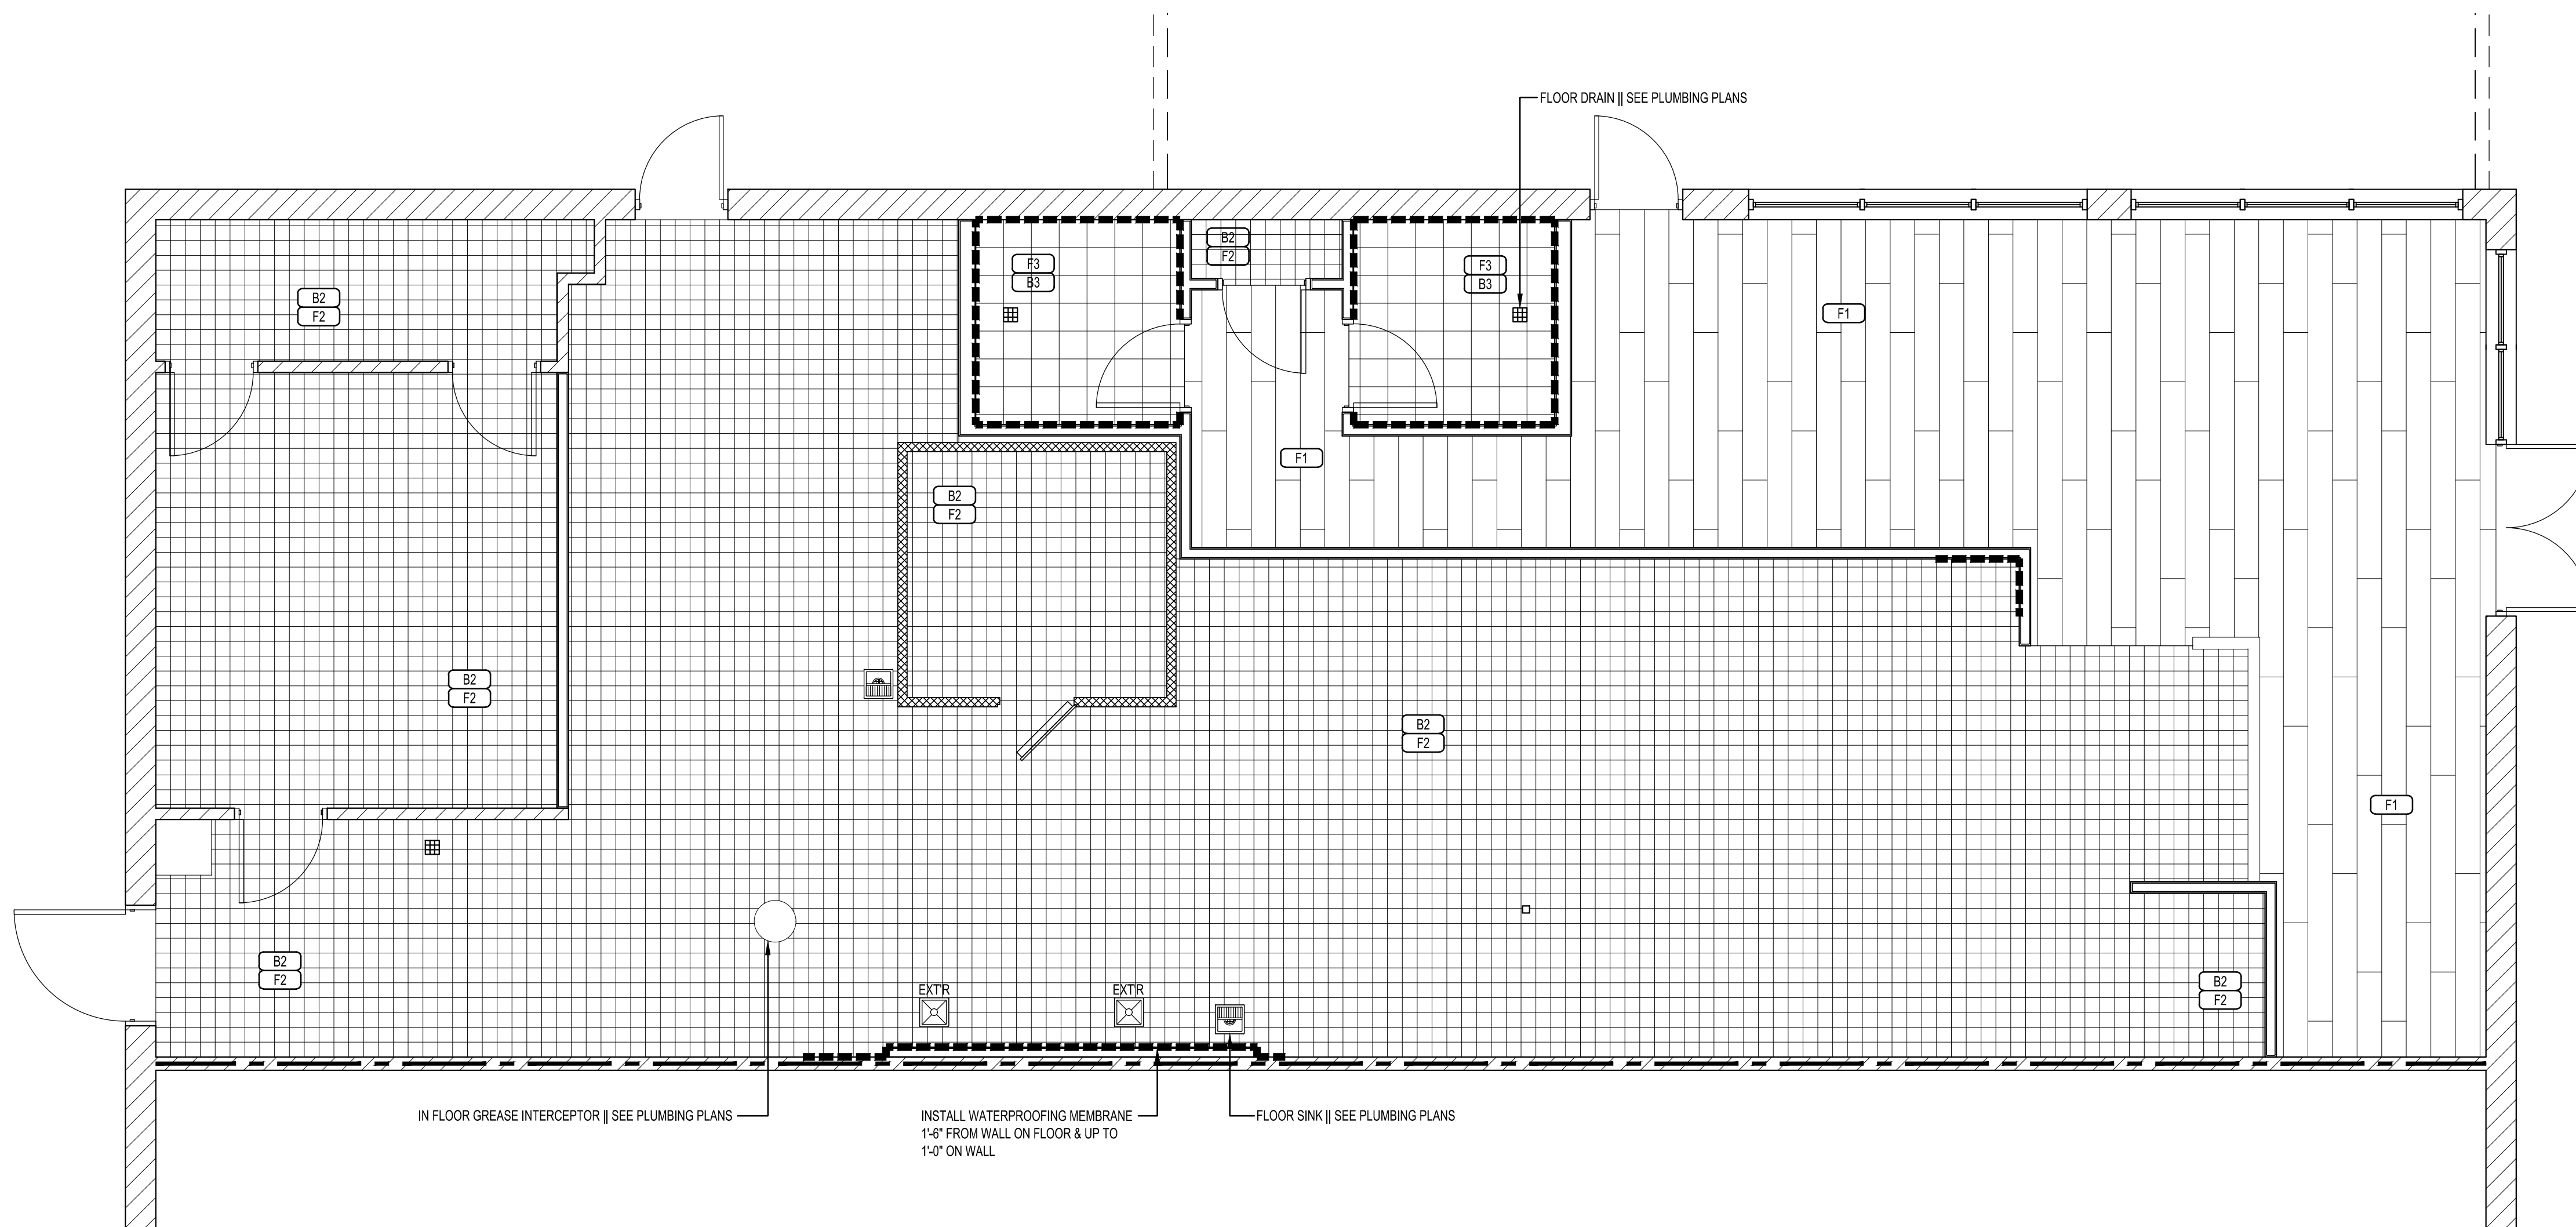 FLOOR DRAIN || SEE PLUMBING PLANS
B2
F2
F3
B3
F3
B3
B2
F2
F1
F1
B2
F2
B2
F2
B2
F2
F1
B2
F2
B2
F2
EXT'R
EXT'R
IN FLOOR GREASE INTERCEPTOR || SEE PLUMBING PLANS
INSTALL WATERPROOFING MEMBRANE
1'-6" FROM WALL ON FLOOR & UP TO
1'-0" ON WALL
FLOOR SINK || SEE PLUMBING PLANS